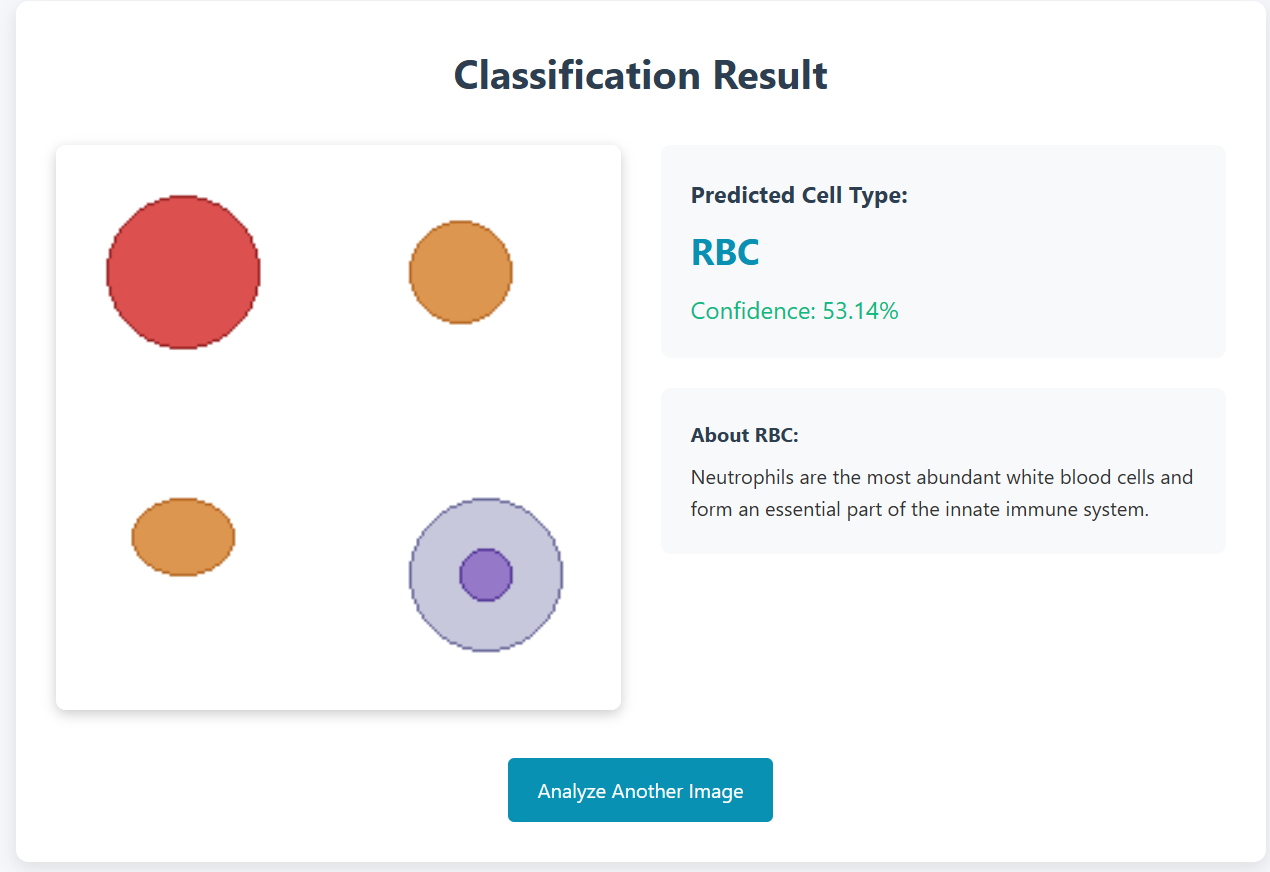 Classification Result
Predicted Cell Type:
RBC
Confidence: 53.14%
About RBC:
Neutrophils are the most abundant white blood cells and
form an essential part of the innate immune system.
Analyze Another Image